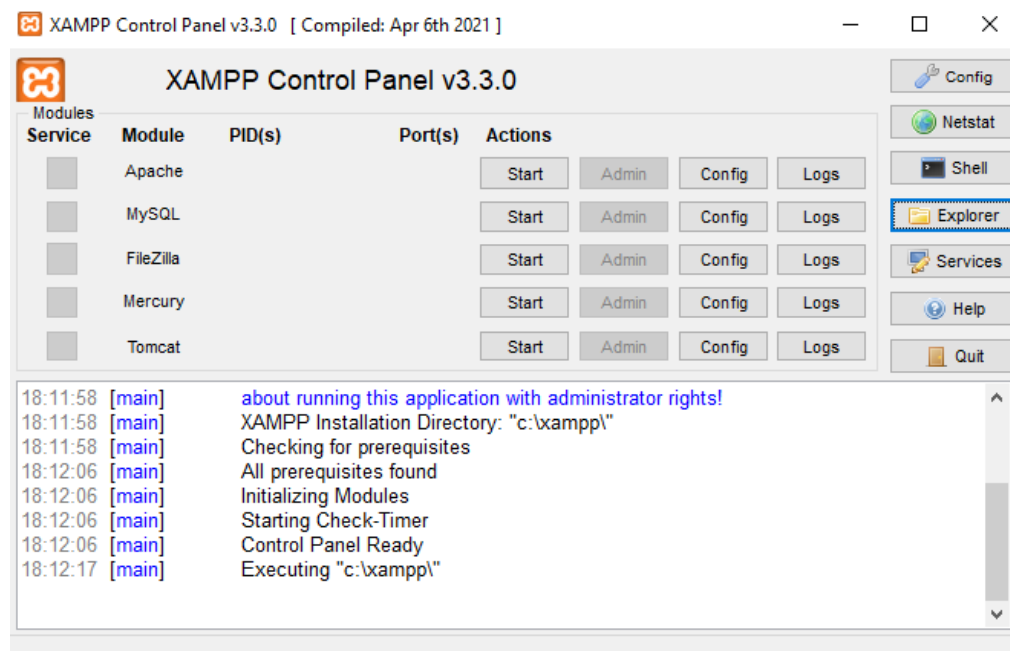 XAMPP Control Panel v3.3.0 [ Compiled: Apr 6th 2021 ]
XAMPP Control Panel v3.3.0
Config
Netstat
Shell
Explorer
Services
Help
Quit
Modules
Service Module PID(s) Port(s) Actions
Apache Start Admin Config Logs
MySQL Start Admin Config Logs
FileZilla Start Admin Config Logs
Mercury Start Admin Config Logs
Tomcat Start Admin Config Logs
18:11:58 [main] about running this application with administrator rights!
18:11:58 [main] XAMPP Installation Directory: "c:\xampp\"
18:11:58 [main] Checking for prerequisites
18:12:06 [main] All prerequisites found
18:12:06 [main] Initializing Modules
18:12:06 [main] Starting Check-Timer
18:12:06 [main] Control Panel Ready
18:12:17 [main] Executing "c:\xampp\"